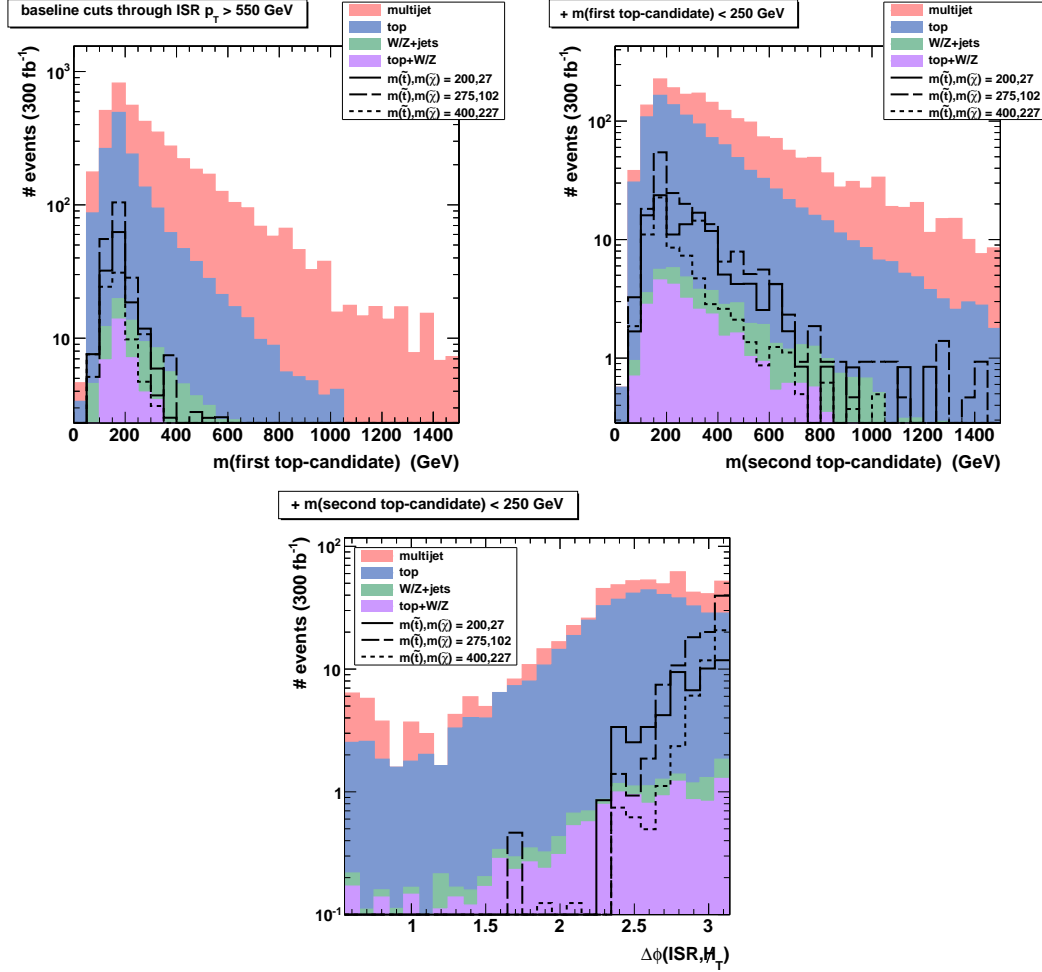 baseline cuts through ISR p_T > 550 GeV
multijet
top
W/Z+jets
top+W/Z
m(t̃),m(χ̃) = 200,27
m(t̃),m(χ̃) = 275,102
m(t̃),m(χ̃) = 400,227
# events (300 fb⁻¹)
10³
10²
10
0 200 400 600 800 1000 1200 1400
m(first top-candidate) (GeV)
+ m(first top-candidate) < 250 GeV
multijet
top
W/Z+jets
top+W/Z
m(t̃),m(χ̃) = 200,27
m(t̃),m(χ̃) = 275,102
m(t̃),m(χ̃) = 400,227
# events (300 fb⁻¹)
10²
10
1
0 200 400 600 800 1000 1200 1400
m(second top-candidate) (GeV)
+ m(second top-candidate) < 250 GeV
multijet
top
W/Z+jets
top+W/Z
m(t̃),m(χ̃) = 200,27
m(t̃),m(χ̃) = 275,102
m(t̃),m(χ̃) = 400,227
# events (300 fb⁻¹)
10²
10
1
10⁻¹
1 1.5 2 2.5 3
Δϕ(ISR,H̸_T)